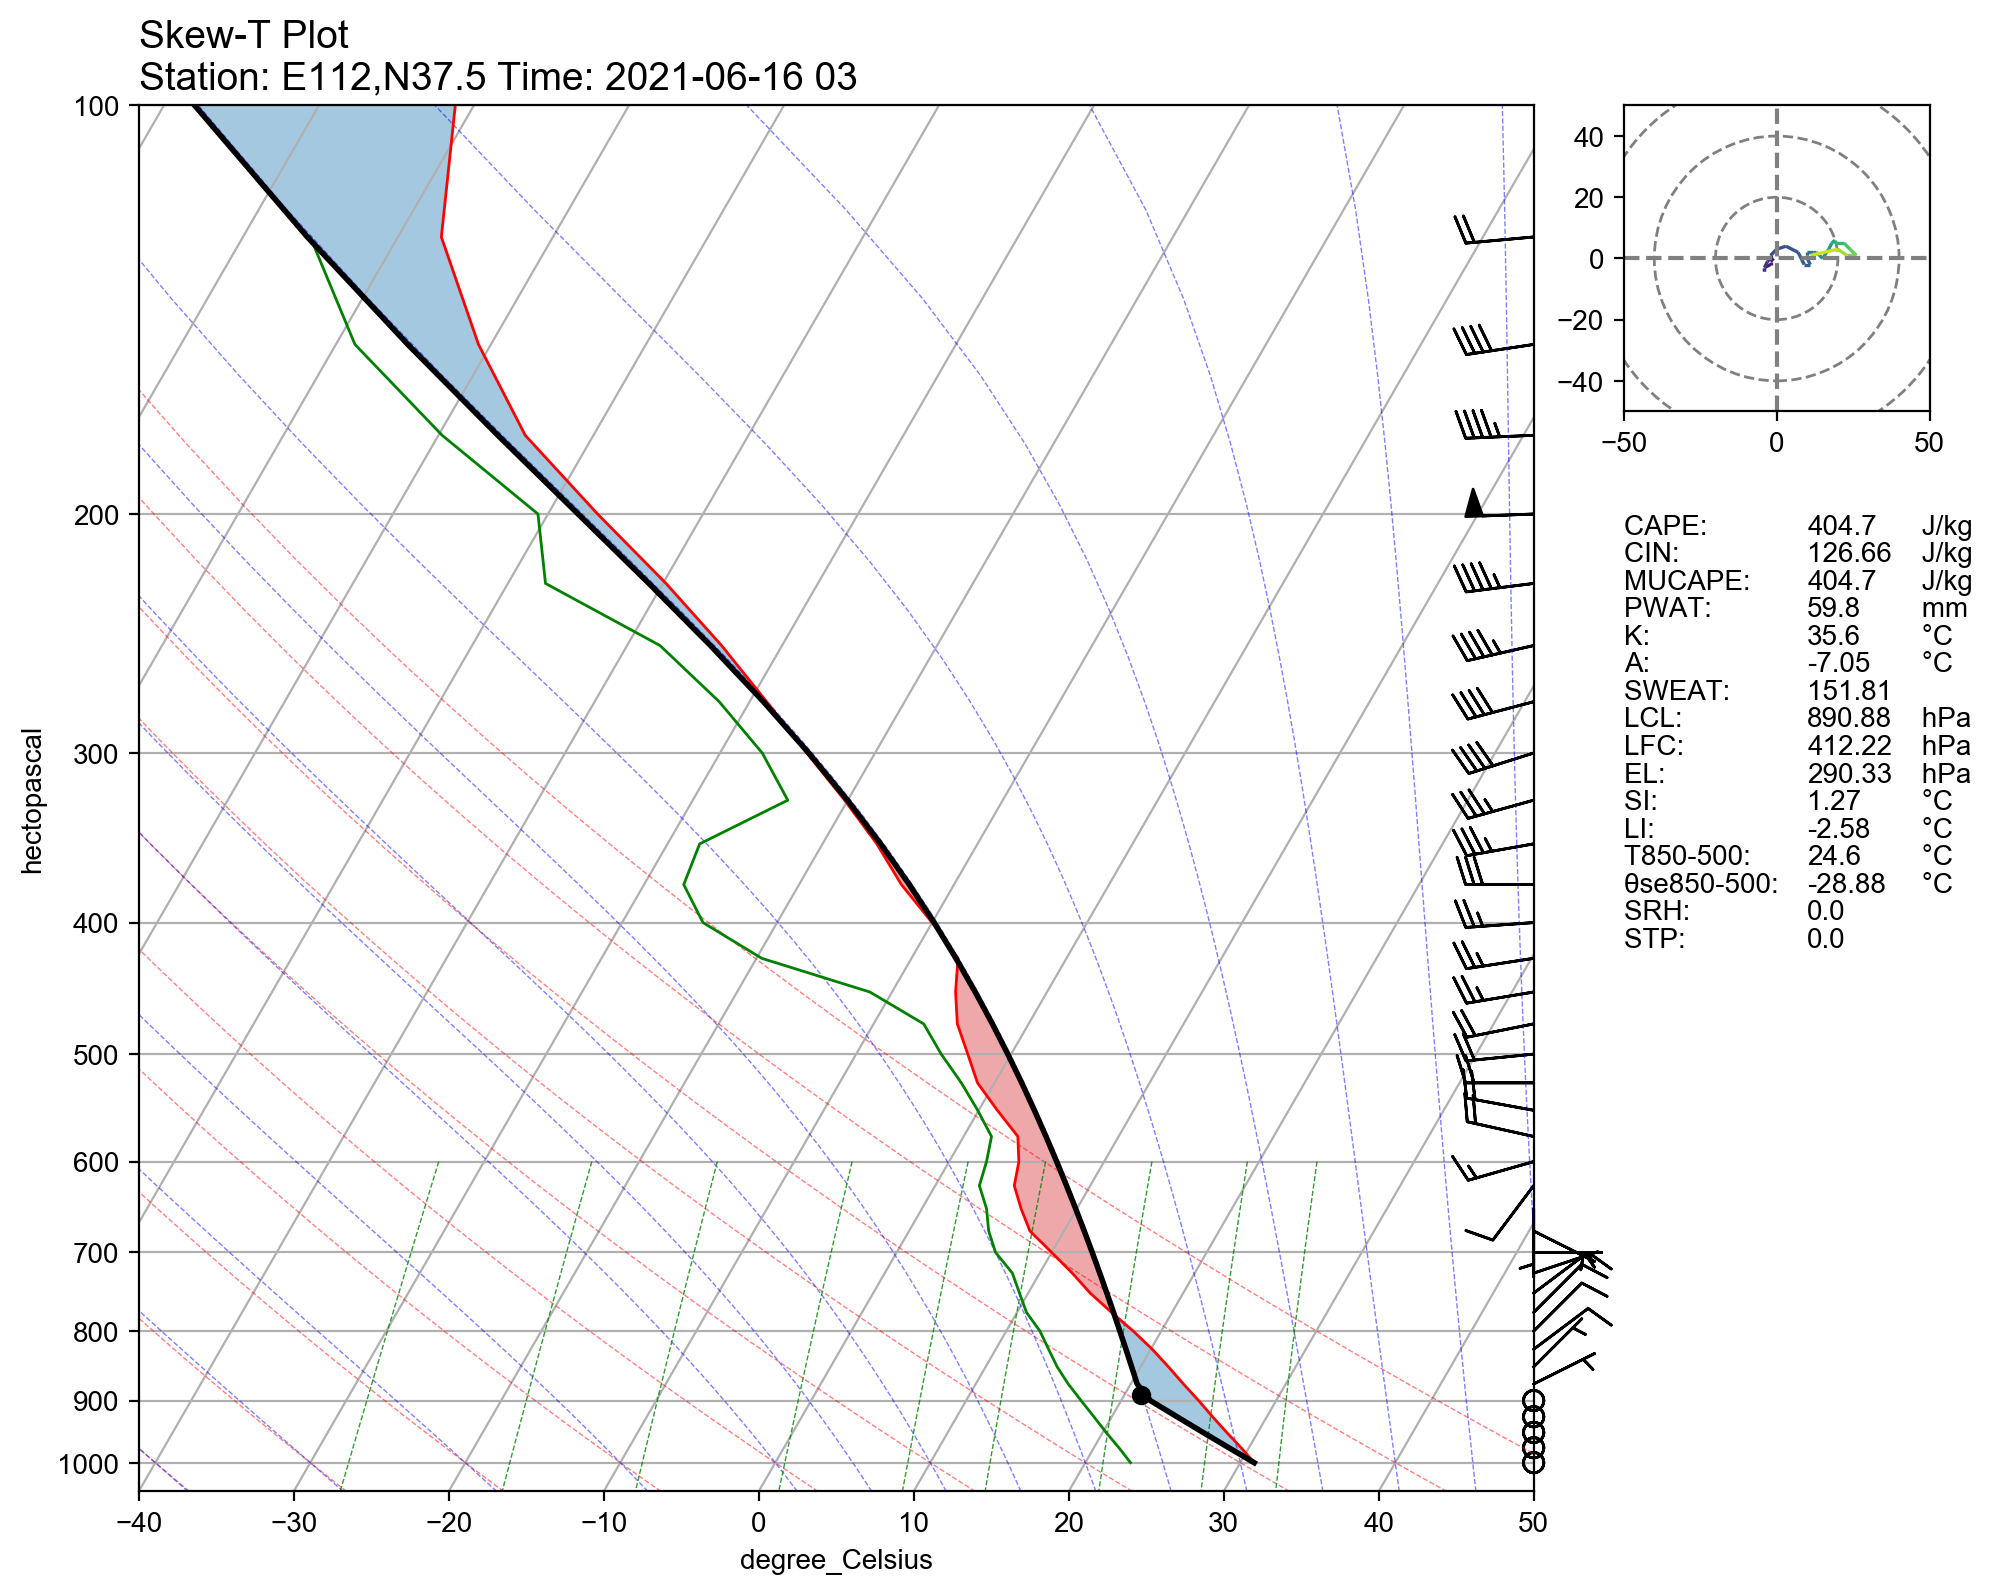 Skew-T Plot
Station: E112,N37.5 Time: 2021-06-16 03
100
200
300
400
500
600
700
800
900
1000
hectopascal
−40 −30 −20 −10 0 10 20 30 40 50
degree_Celsius
40
20
0
−20
−40
−50 0 50
CAPE: 404.7 J/kg
CIN: 126.66 J/kg
MUCAPE: 404.7 J/kg
PWAT: 59.8 mm
K: 35.6 °C
A: -7.05 °C
SWEAT: 151.81
LCL: 890.88 hPa
LFC: 412.22 hPa
EL: 290.33 hPa
SI: 1.27 °C
LI: -2.58 °C
T850-500: 24.6 °C
θse850-500: -28.88 °C
SRH: 0.0
STP: 0.0